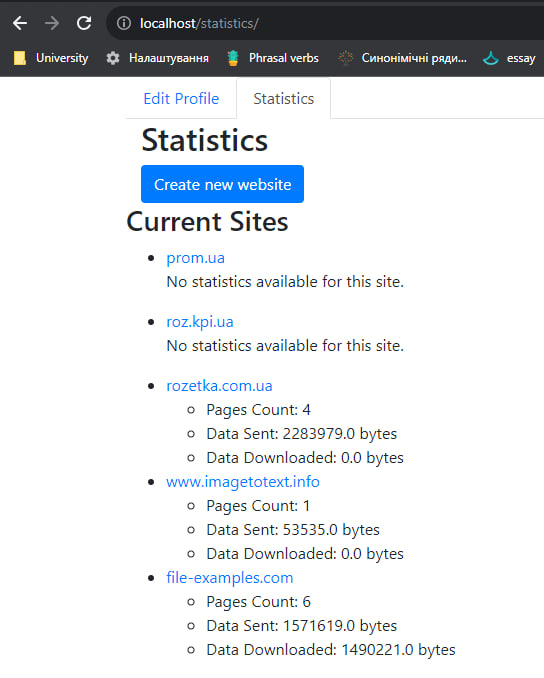 localhost/statistics/
University Налаштування Phrasal verbs Синонімічні ряди... essay
Edit Profile Statistics
Statistics
Create new website
Current Sites
prom.ua
No statistics available for this site.
roz.kpi.ua
No statistics available for this site.
rozetka.com.ua
Pages Count: 4
Data Sent: 2283979.0 bytes
Data Downloaded: 0.0 bytes
www.imagetotext.info
Pages Count: 1
Data Sent: 53535.0 bytes
Data Downloaded: 0.0 bytes
file-examples.com
Pages Count: 6
Data Sent: 1571619.0 bytes
Data Downloaded: 1490221.0 bytes